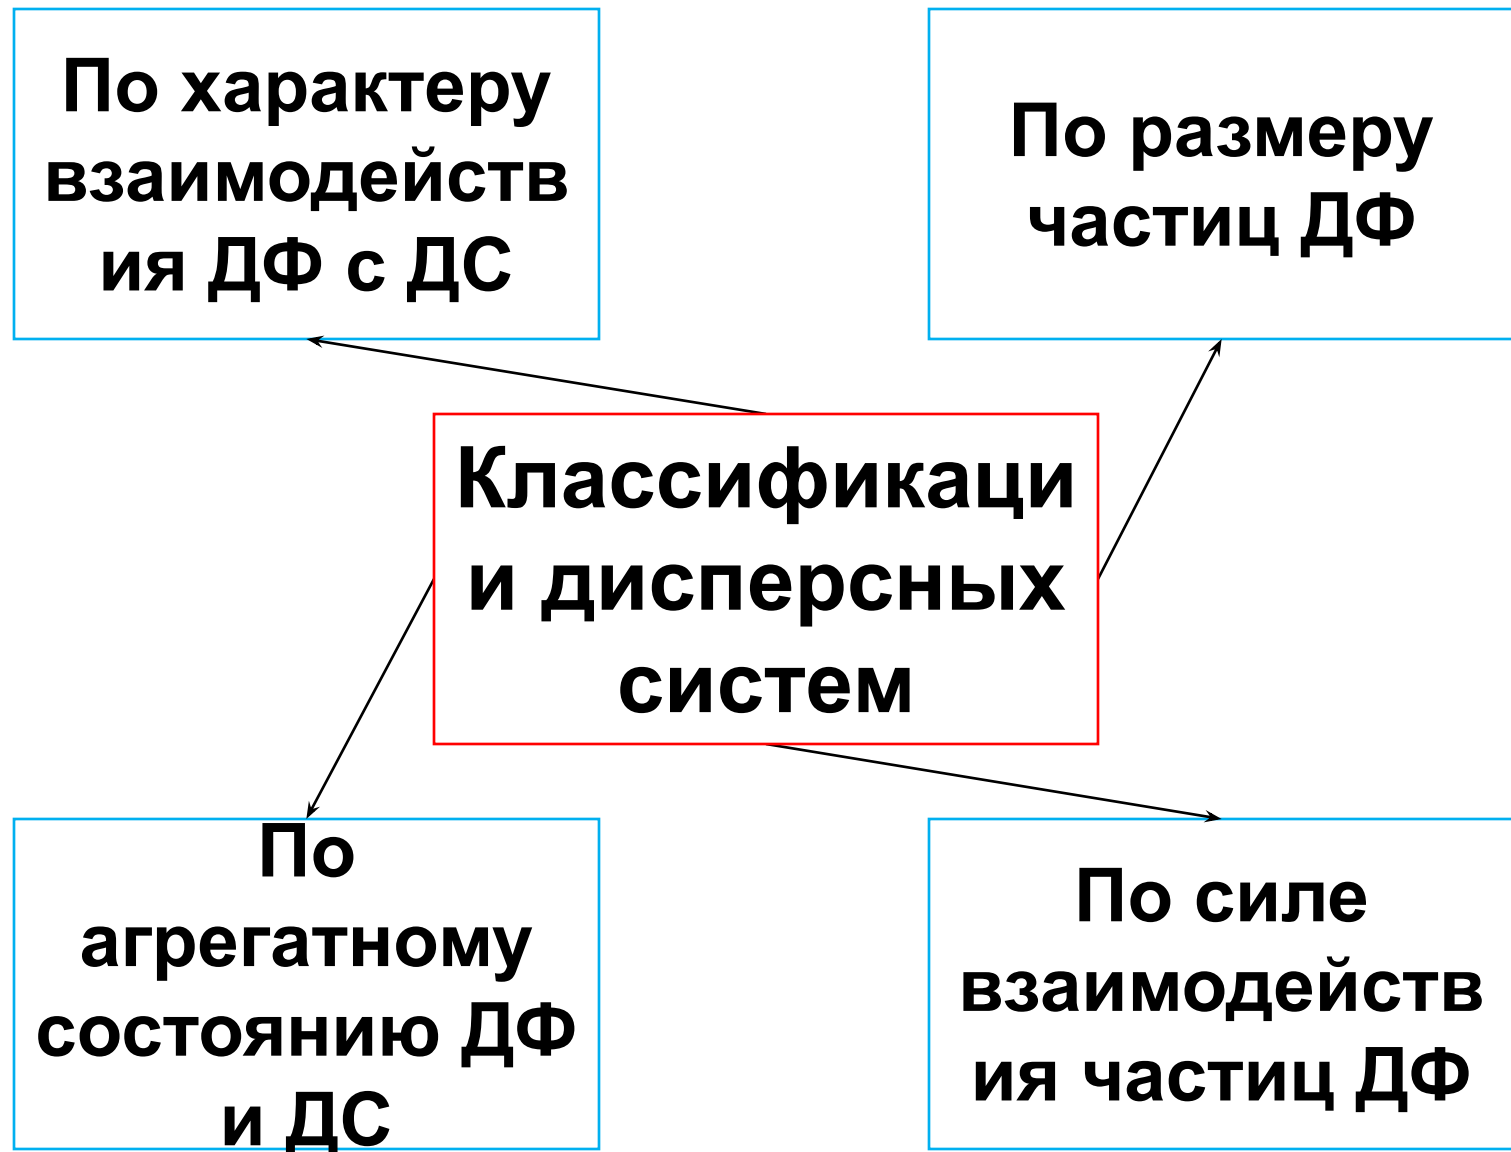 По характеру
взаимодейств
ия ДФ с ДС
По размеру
частиц ДФ
Классификаци
и дисперсных
систем
По
агрегатному
состоянию ДФ
и ДС
По силе
взаимодейств
ия частиц ДФ